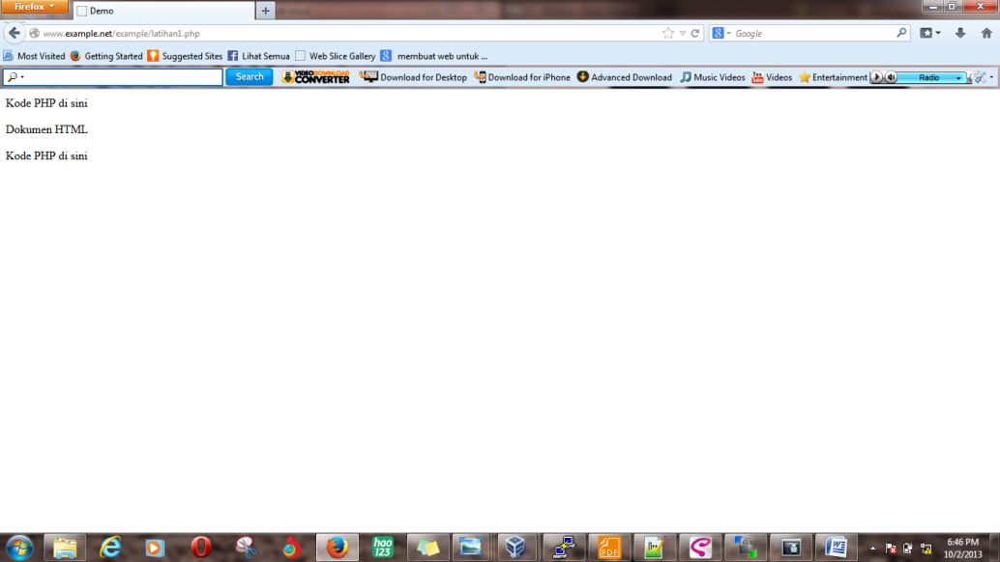 Firefox
Demo
www.example.net/example/latihan1.php
Google
Most Visited Getting Started Suggested Sites Lihat Semua Web Slice Gallery membuat web untuk ...
Search VIDEO DOWNLOAD CONVERTER Download for Desktop Download for iPhone Advanced Download Music Videos You Tube Videos Entertainment Radio
Kode PHP di sini
Dokumen HTML
Kode PHP di sini
hao 123
PDF
6:46 PM
10/2/2013